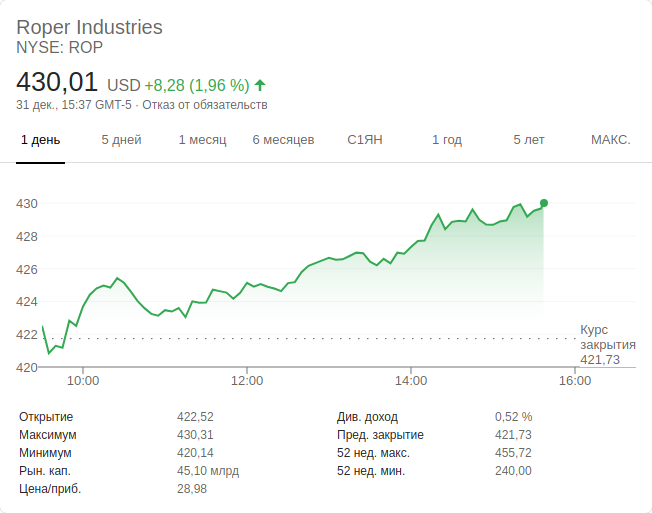 Roper Industries
NYSE: ROP
430,01 USD +8,28 (1,96 %)
31 дек., 15:37 GMT-5 · Отказ от обязательств
1 день 5 дней 1 месяц 6 месяцев С1ЯН 1 год 5 лет МАКС.
430
428
426
424
422
420
Курс
закрытия
421,73
10:00 12:00 14:00 16:00
Открытие 422,52 Див. доход 0,52 %
Максимум 430,31 Пред. закрытие 421,73
Минимум 420,14 52 нед. макс. 455,72
Рын. кап. 45,10 млрд 52 нед. мин. 240,00
Цена/приб. 28,98